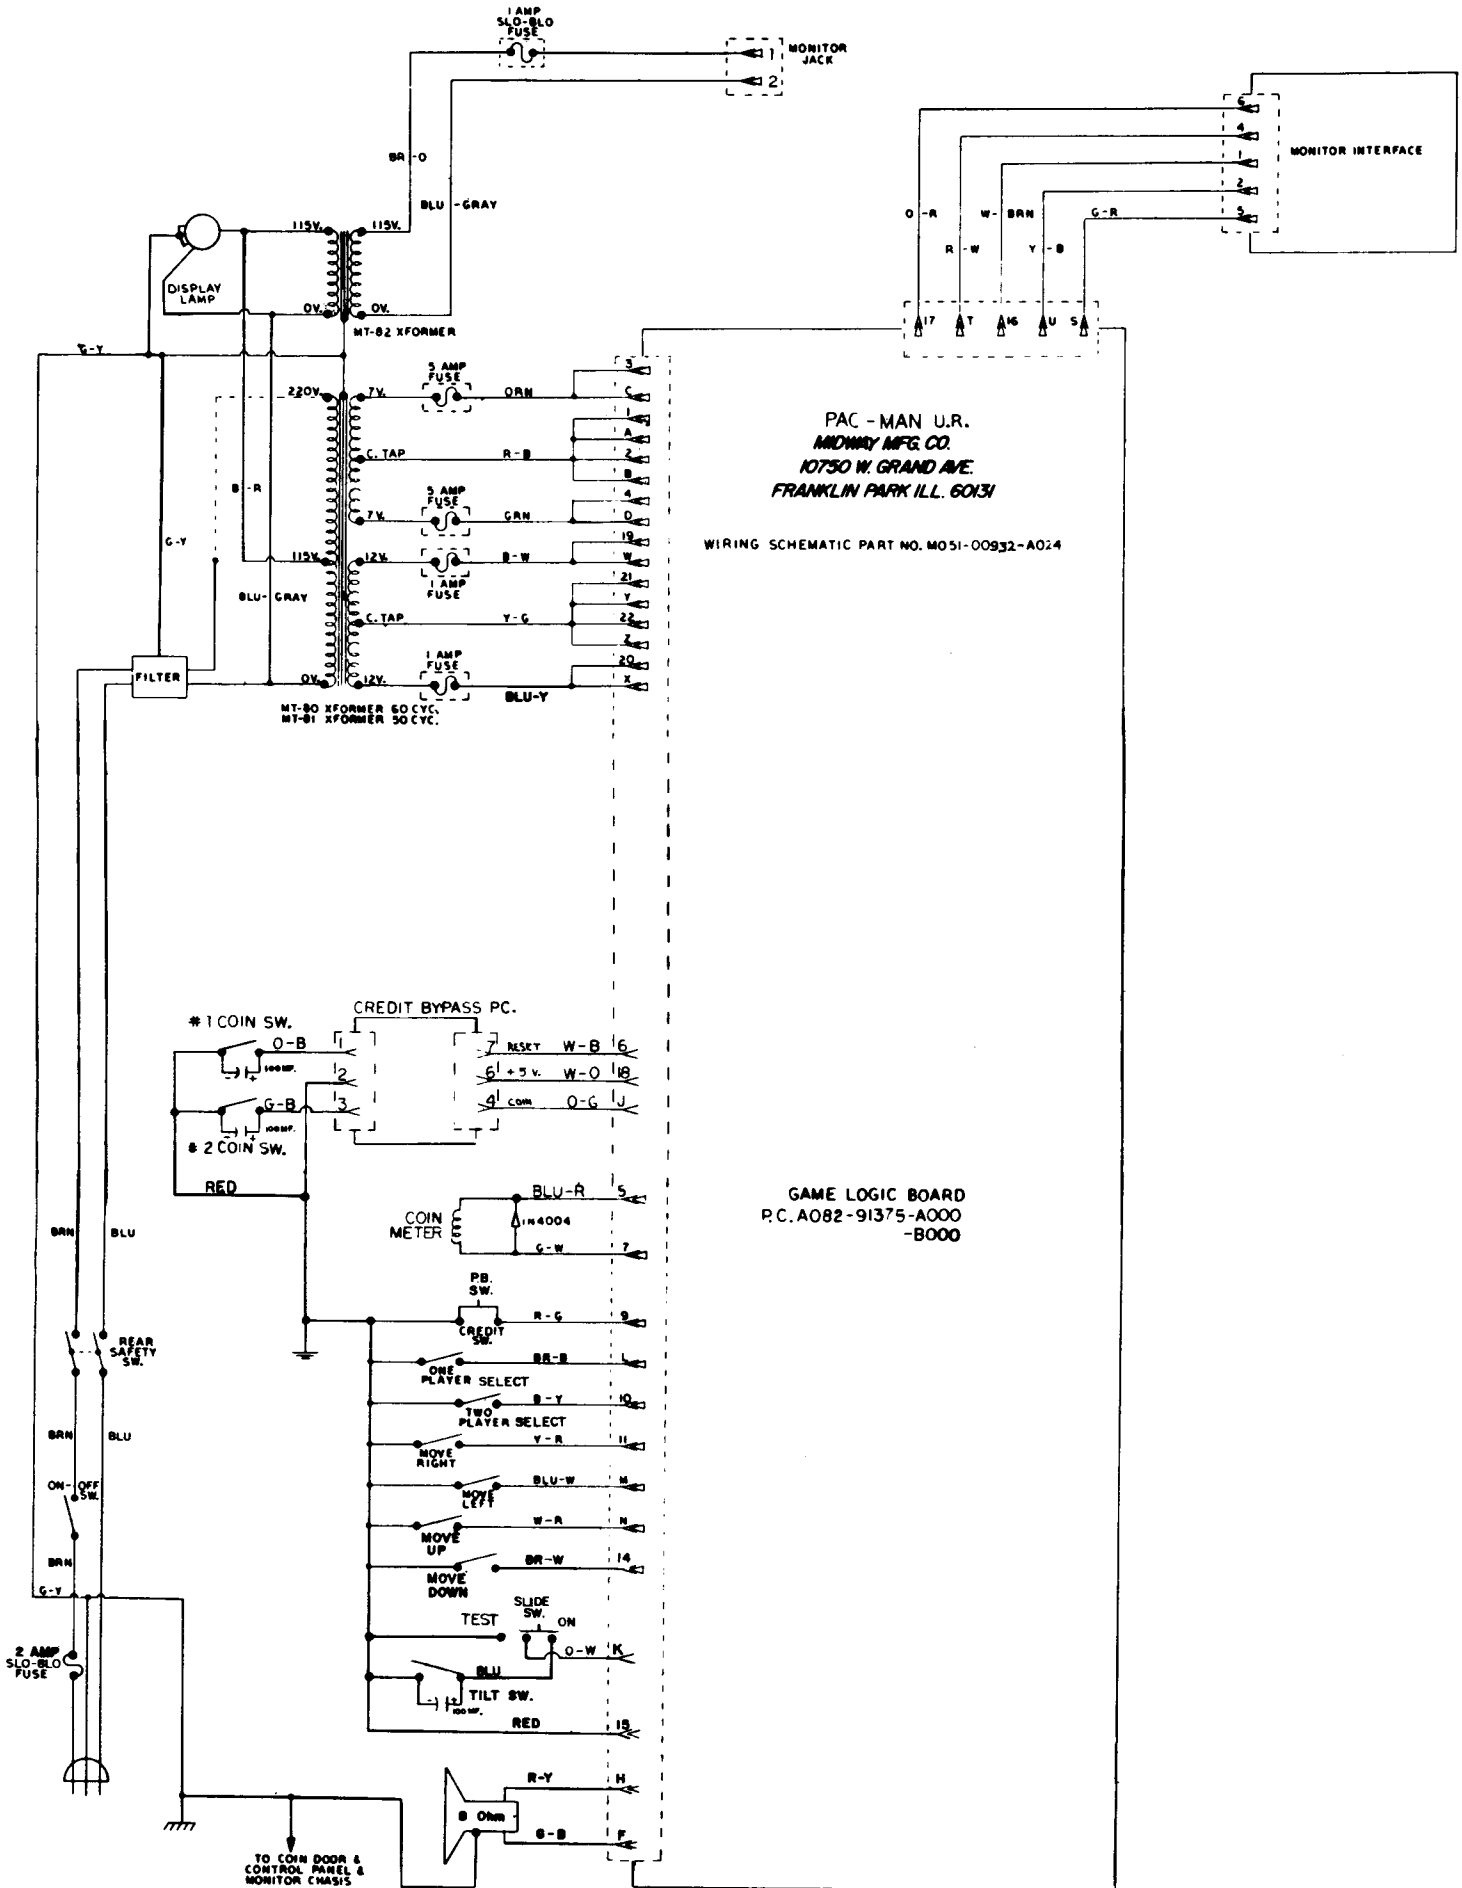 1 AMP
SLO-BLO
FUSE
1
MONITOR
JACK
2
BR-O
BLU-GRAY
6
4
1
2
5
MONITOR INTERFACE
O-R
W-BRN
G-R
R-W
Y-B
17
T
16
U
S
115V.
115V.
DISPLAY
LAMP
0V.
0V.
MT-82 XFORMER
G-Y
220V.
7V.
5 AMP
FUSE
ORN
3
C
1
A
C. TAP
R-B
2
B
5 AMP
FUSE
4
7V.
GRN
D
B-R
G-Y
19
115V.
12V.
B-W
W
1 AMP
FUSE
21
BLU-GRAY
Y
C. TAP
Y-G
22
Z
1 AMP
FUSE
20
FILTER
0V.
12V.
BLU-Y
X
MT-80 XFORMER 60 CYC.
MT-81 XFORMER 50 CYC.
PAC-MAN U.R.
MIDWAY MFG. CO.
10750 W. GRAND AVE.
FRANKLIN PARK ILL. 60131
WIRING SCHEMATIC PART NO. M051-00932-A024
CREDIT BYPASS PC.
# 1 COIN SW.
O-B
1
7
RESET
W-B
6
- +
100MF.
2
6
+5 V.
W-O
18
G-B
3
4
COIN
O-G
J
- +
100MF.
# 2 COIN SW.
RED
BLU-R
5
COIN
METER
1N4004
G-W
7
GAME LOGIC BOARD
P.C. A082-91375-A000
-B000
BRN
BLU
P.B.
SW.
R-G
9
CREDIT
SW.
REAR
SAFETY
SW.
BR-B
L
ONE
PLAYER SELECT
B-Y
10
TWO
PLAYER SELECT
BRN
BLU
Y-R
11
MOVE
RIGHT
ON-OFF
SW.
BLU-W
M
MOVE
LEFT
W-R
N
MOVE
UP
BRN
BR-W
14
MOVE
DOWN
G-Y
SLIDE
SW.
TEST
ON
O-W
K
2 AMP
SLO-BLO
FUSE
BLU
TILT SW.
- +
100MF.
RED
15
R-Y
H
8 Ohm
G-B
F
TO COIN DOOR &
CONTROL PANEL &
MONITOR CHASIS